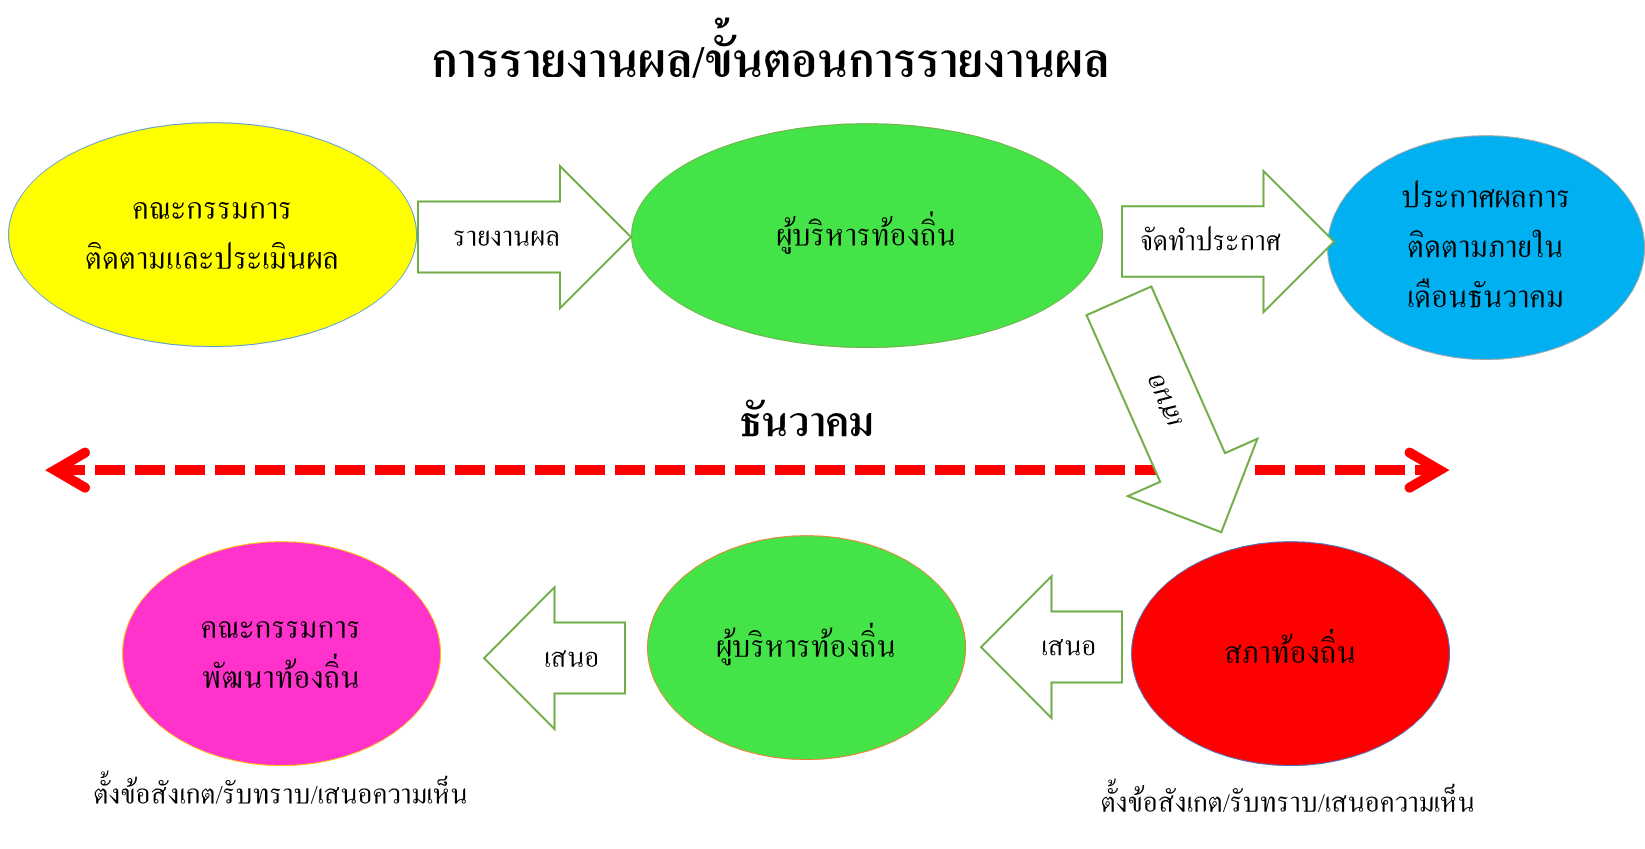 การรายงานผล/ขั้นตอนการรายงานผล
คณะกรรมการ
ติดตามและประเมินผล
รายงานผล
ผู้บริหารท้องถิ่น
จัดทำประกาศ
ประกาศผลการ
ติดตามภายใน
เดือนธันวาคม
เสนอ
ธันวาคม
คณะกรรมการ
พัฒนาท้องถิ่น
เสนอ
ผู้บริหารท้องถิ่น
เสนอ
สภาท้องถิ่น
ตั้งข้อสังเกต/รับทราบ/เสนอความเห็น
ตั้งข้อสังเกต/รับทราบ/เสนอความเห็น